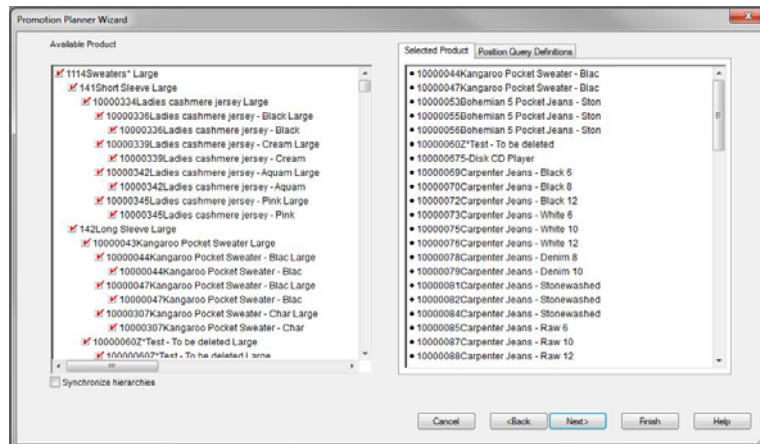 Promotion Planner Wizard
Available Product
1114Sweaters* Large
141Short Sleeve Large
10000334Ladies cashmere jersey Large
10000336Ladies cashmere jersey - Black Large
10000336Ladies cashmere jersey - Black
10000339Ladies cashmere jersey - Cream Large
10000339Ladies cashmere jersey - Cream
10000342Ladies cashmere jersey - Aquam Large
10000342Ladies cashmere jersey - Aquam
10000345Ladies cashmere jersey - Pink Large
10000345Ladies cashmere jersey - Pink
142Long Sleeve Large
10000043Kangaroo Pocket Sweater Large
10000044Kangaroo Pocket Sweater - Blac Large
10000044Kangaroo Pocket Sweater - Blac
10000047Kangaroo Pocket Sweater - Blac Large
10000047Kangaroo Pocket Sweater - Blac
10000307Kangaroo Pocket Sweater - Char Large
10000307Kangaroo Pocket Sweater - Char
10000060Z*Test - To be deleted Large
10000060Z*Test - To be deleted Large
Synchronize hierarchies
Selected Product
Position Query Definitions
10000044Kangaroo Pocket Sweater - Blac
10000047Kangaroo Pocket Sweater - Blac
10000053Bohemian 5 Pocket Jeans - Ston
10000055Bohemian 5 Pocket Jeans - Ston
10000056Bohemian 5 Pocket Jeans - Ston
10000060Z*Test - To be deleted
100000675-Disk CD Player
10000069Carpenter Jeans - Black 6
10000070Carpenter Jeans - Black 8
10000072Carpenter Jeans - Black 12
10000073Carpenter Jeans - White 6
10000075Carpenter Jeans - White 10
10000076Carpenter Jeans - White 12
10000078Carpenter Jeans - Denim 8
10000079Carpenter Jeans - Denim 10
10000081Carpenter Jeans - Stonewashed
10000082Carpenter Jeans - Stonewashed
10000084Carpenter Jeans - Stonewashed
10000085Carpenter Jeans - Raw 6
10000087Carpenter Jeans - Raw 10
10000088Carpenter Jeans - Raw 12
Cancel
<Back
Next>
Finish
Help